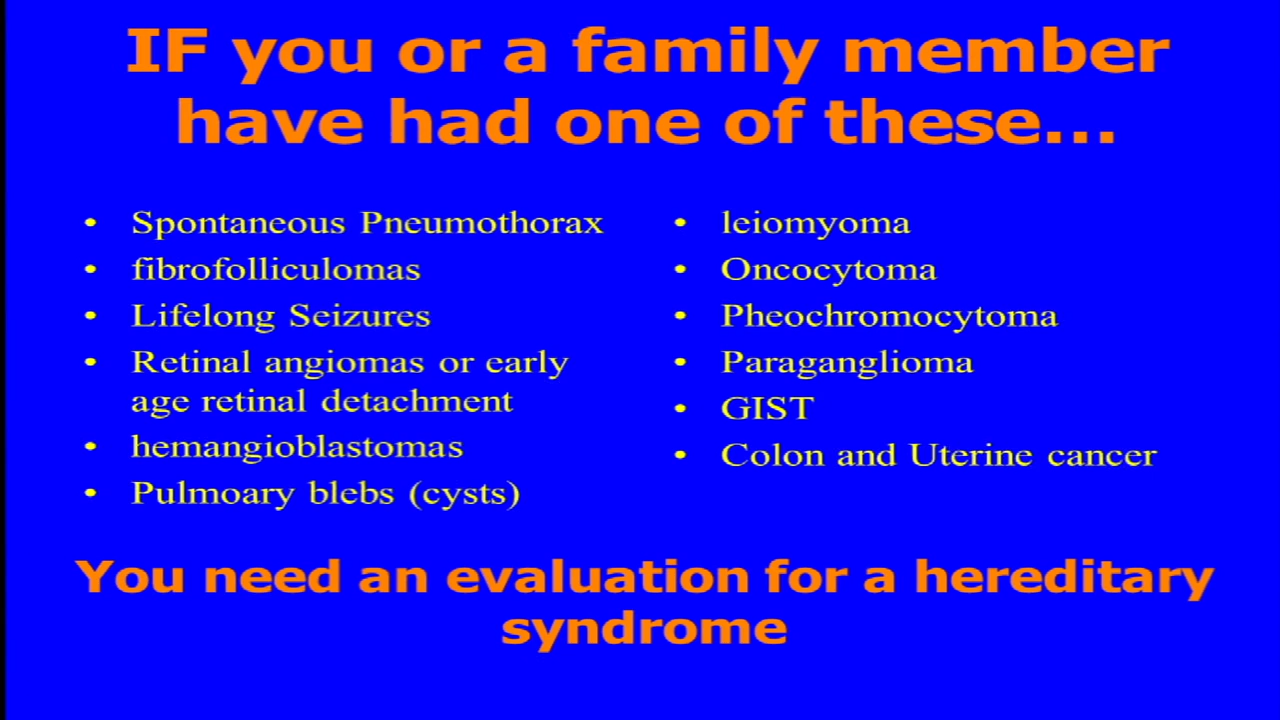 IF you or a family member
have had one of these...
• Spontaneous Pneumothorax
• fibrofolliculomas
• Lifelong Seizures
• Retinal angiomas or early
age retinal detachment
• hemangioblastomas
• Pulmoary blebs (cysts)
• leiomyoma
• Oncocytoma
• Pheochromocytoma
• Paraganglioma
• GIST
• Colon and Uterine cancer
You need an evaluation for a hereditary
syndrome